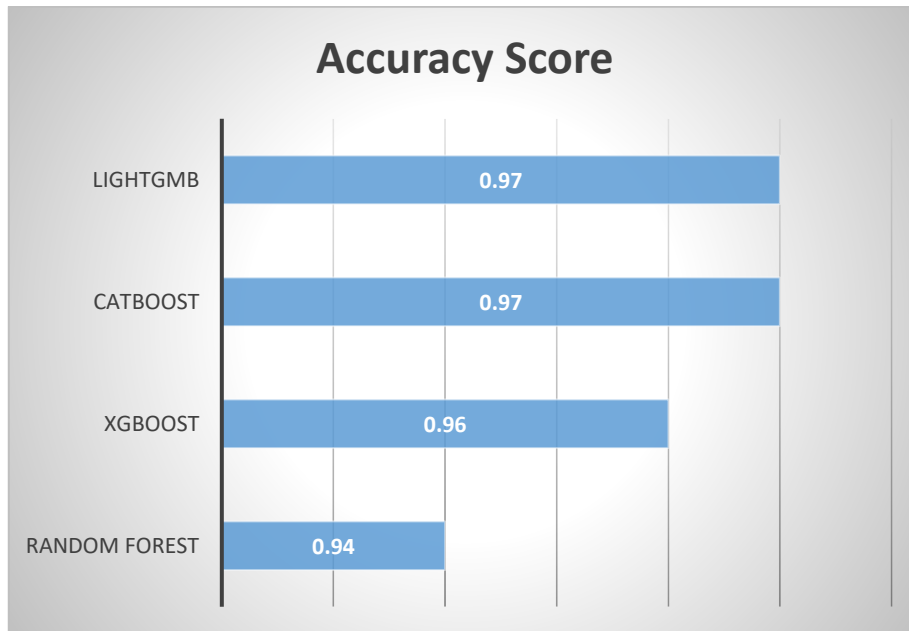 Accuracy Score
LIGHTGMB
0.97
CATBOOST
0.97
XGBOOST
0.96
RANDOM FOREST
0.94